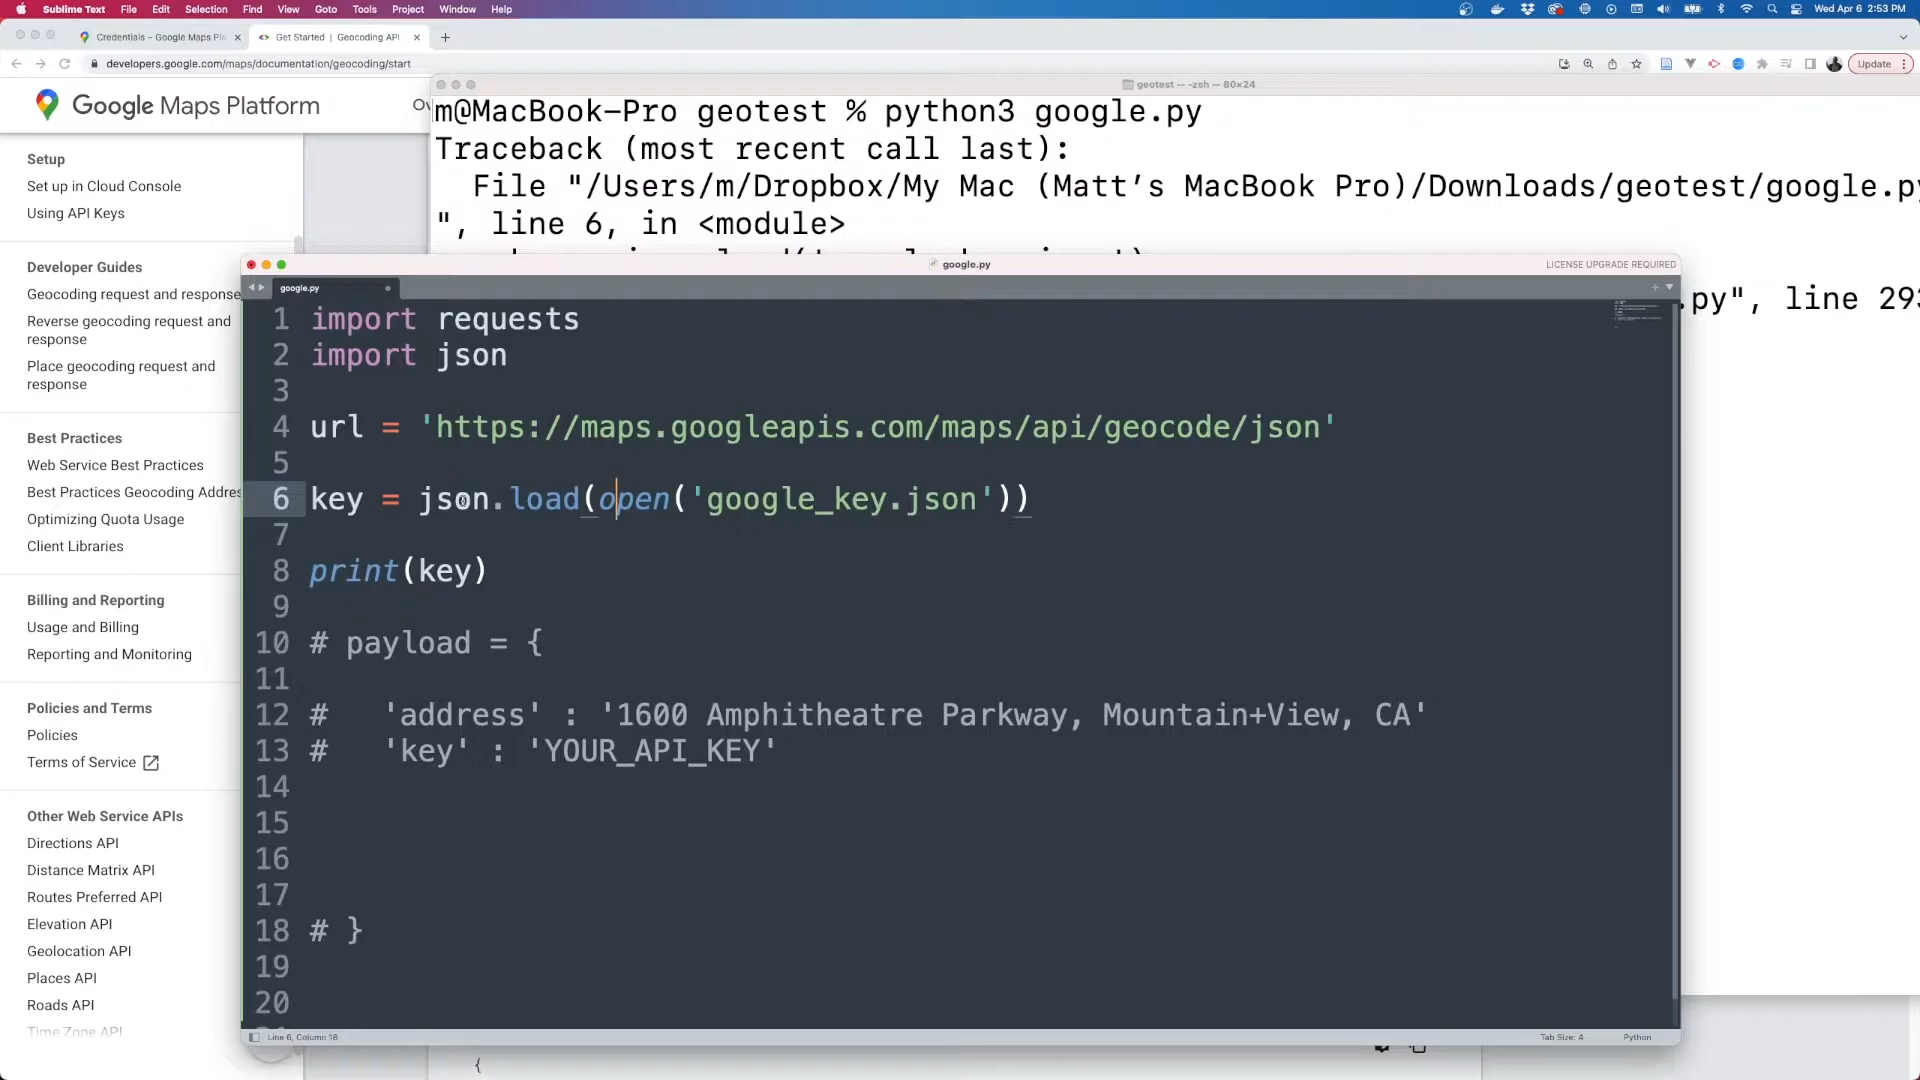 Sublime Text File Edit Selection Find View Goto Tools Project Window Help Wed Apr 6 2:53 PM
Credentials – Google Maps Pla Get Started | Geocoding API
developers.google.com/maps/documentation/geocoding/start Update
Google Maps Platform Ov
Setup
Set up in Cloud Console
Using API Keys
Developer Guides
Geocoding request and response
Reverse geocoding request and
response
Place geocoding request and
response
Best Practices
Web Service Best Practices
Best Practices Geocoding Addres
Optimizing Quota Usage
Client Libraries
Billing and Reporting
Usage and Billing
Reporting and Monitoring
Policies and Terms
Policies
Terms of Service
Other Web Service APIs
Directions API
Distance Matrix API
Routes Preferred API
Elevation API
Geolocation API
Places API
Roads API
Time Zone API
geotest — -zsh — 80×24
m@MacBook-Pro geotest % python3 google.py
Traceback (most recent call last):
File "/Users/m/Dropbox/My Mac (Matt’s MacBook Pro)/Downloads/geotest/google.py
", line 6, in <module>
.py", line 293
google.py LICENSE UPGRADE REQUIRED
google.py
1 import requests
2 import json
3
4 url = 'https://maps.googleapis.com/maps/api/geocode/json'
5
6 key = json.load(open('google_key.json'))
7
8 print(key)
9
10 # payload = {
11
12 # 'address' : '1600 Amphitheatre Parkway, Mountain+View, CA'
13 # 'key' : 'YOUR_API_KEY'
14
15
16
17
18 # }
19
20
Line 6, Column 18 Tab Size: 4 Python
{